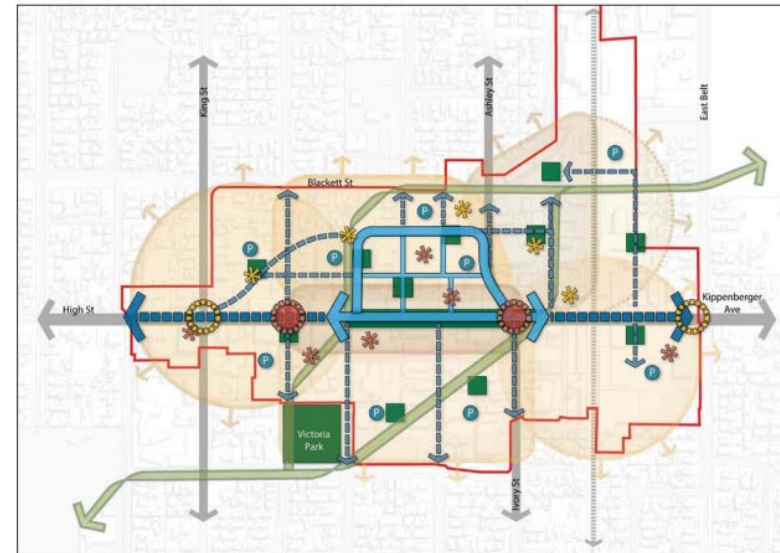 King St
Ashley St
East Belt
P
Blackett St
P
P
P
High St
Kippenberger
Ave
P
P
P
P
Victoria
Park
Ivory St